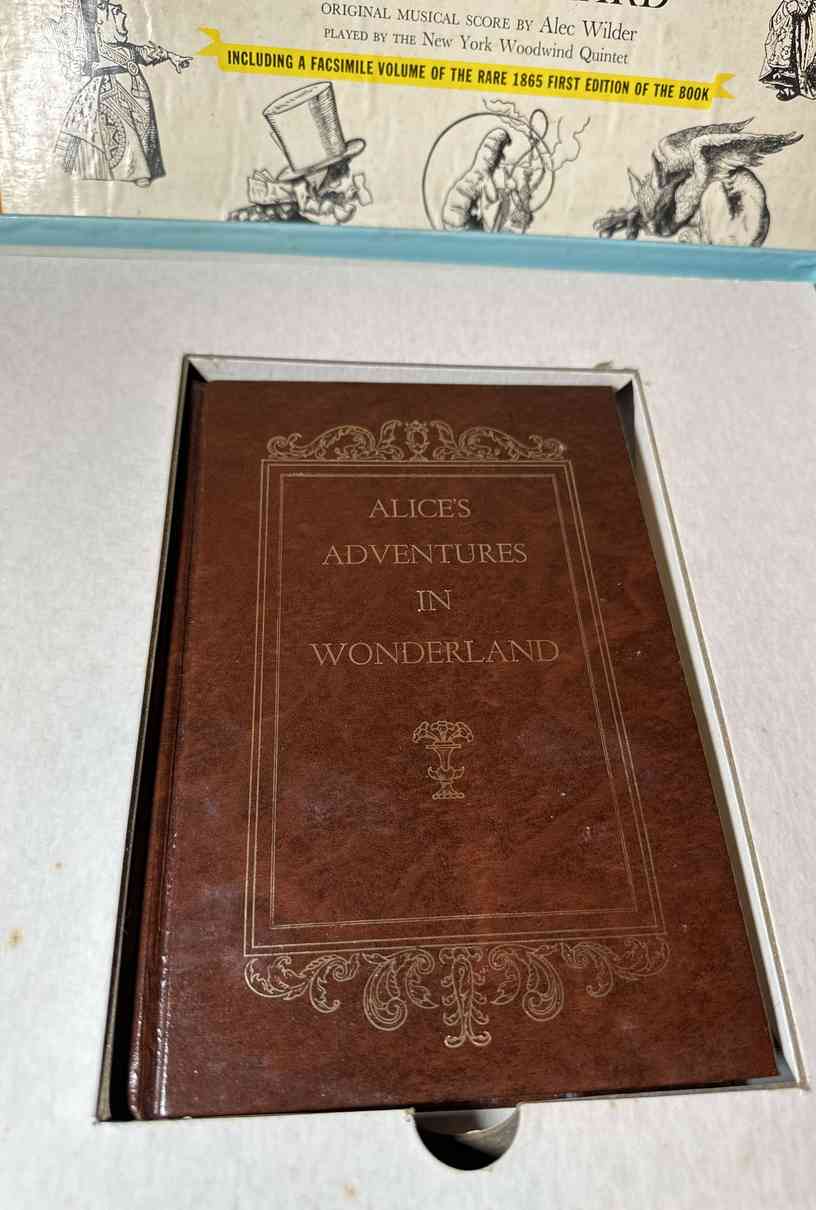 ORIGINAL MUSICAL SCORE BY Alec Wilder
PLAYED BY THE New York Woodwind Quintet
INCLUDING A FACSIMILE VOLUME OF THE RARE 1865 FIRST EDITION OF THE BOOK
ALICE'S
ADVENTURES
IN
WONDERLAND